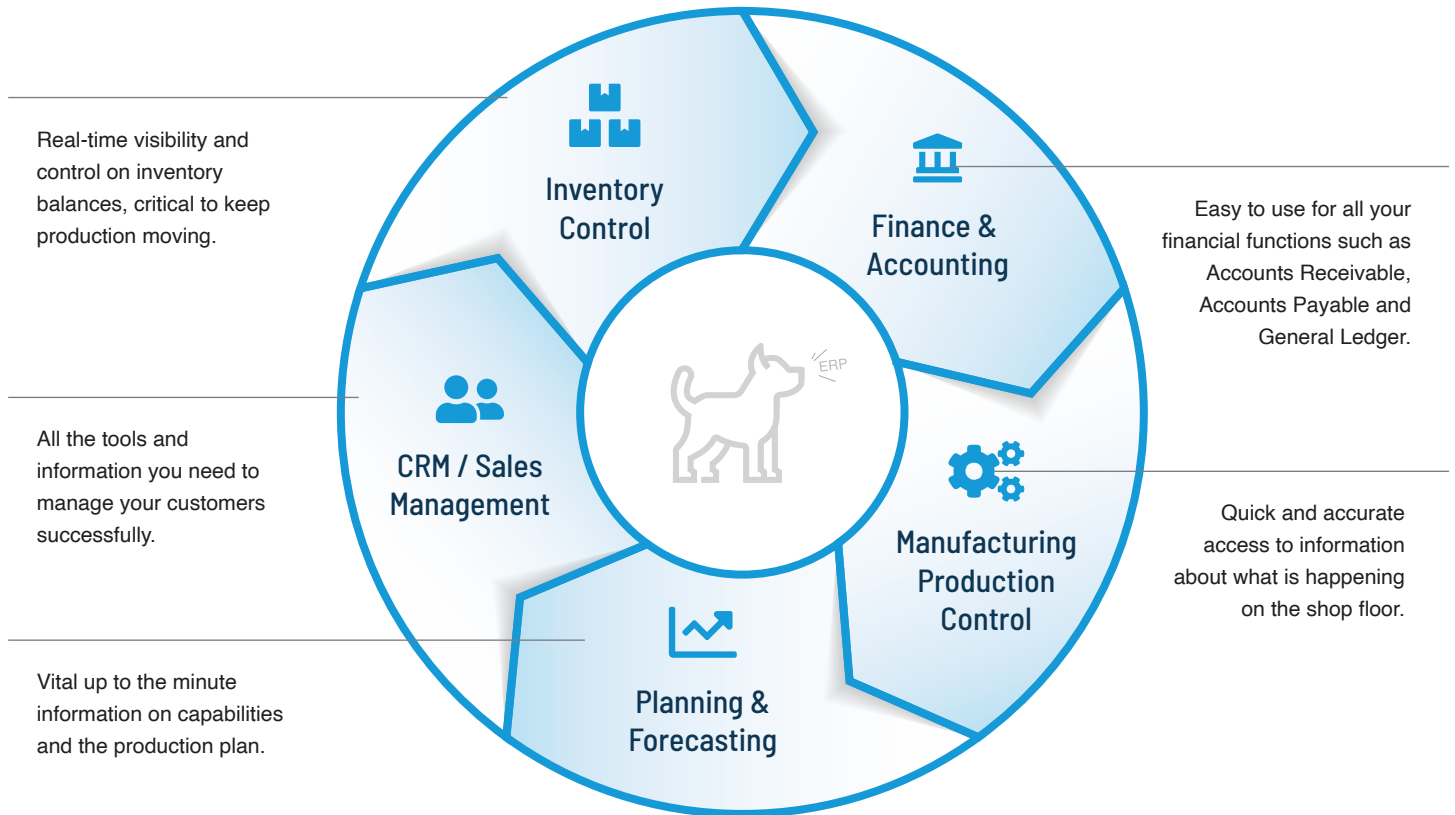 Real-time visibility and
control on inventory
balances, critical to keep
production moving.
Inventory
Control
Finance &
Accounting
Easy to use for all your
financial functions such as
Accounts Receivable,
Accounts Payable and
General Ledger.
ERP
All the tools and
information you need to
manage your customers
successfully.
CRM / Sales
Management
Manufacturing
Production
Control
Quick and accurate
access to information
about what is happening
on the shop floor.
Vital up to the minute
information on capabilities
and the production plan.
Planning &
Forecasting